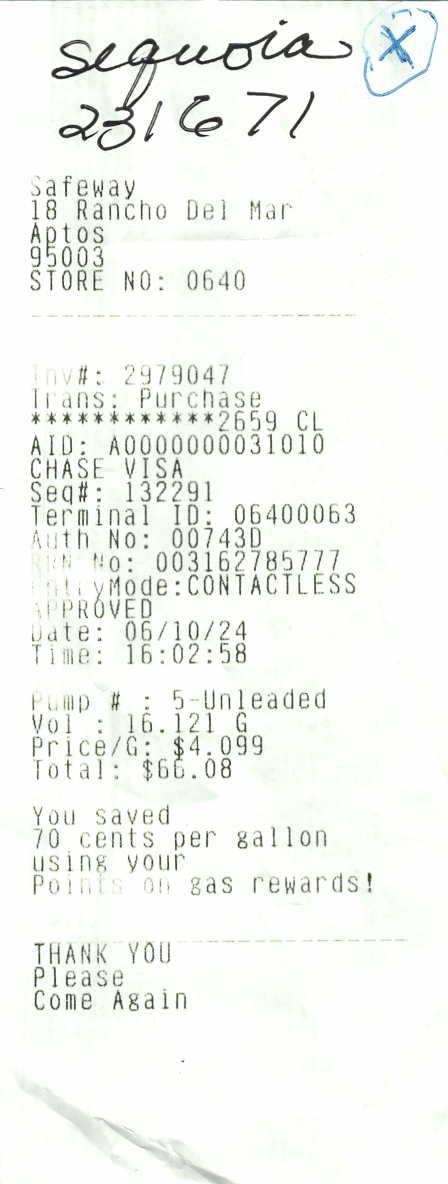 sequoia X
231671
Safeway
18 Rancho Del Mar
Aptos
95003
STORE NO: 0640
Inv#: 2979047
Trans: Purchase
************2659 CL
AID: A0000000031010
CHASE VISA
Seq#: 132291
Terminal ID: 06400063
Auth No: 00743D
RRN No: 003162785777
EntryMode:CONTACTLESS
APPROVED
Date: 06/10/24
Time: 16:02:58
Pump # : 5-Unleaded
Vol : 16.121 G
Price/G: $4.099
Total: $66.08
You saved
70 cents per gallon
using your
Points on gas rewards!
THANK YOU
Please
Come Again